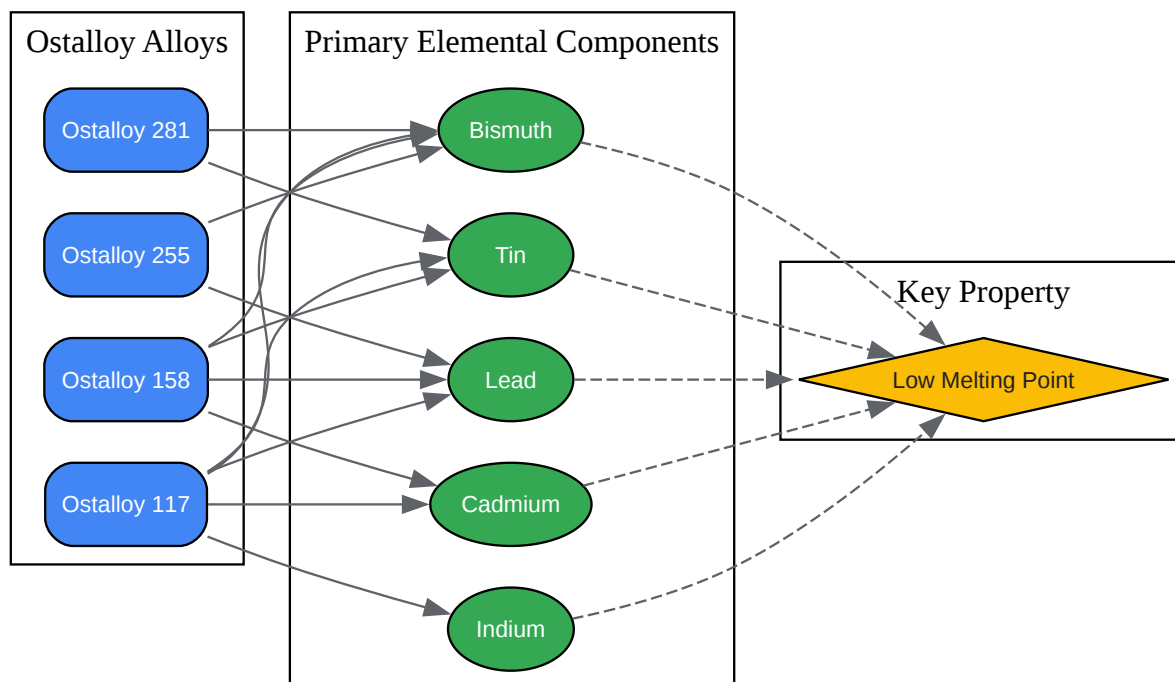 Ostalloy Alloys
Ostalloy 281
Ostalloy 255
Ostalloy 158
Ostalloy 117
Primary Elemental Components
Bismuth
Tin
Lead
Cadmium
Indium
Key Property
Low Melting Point